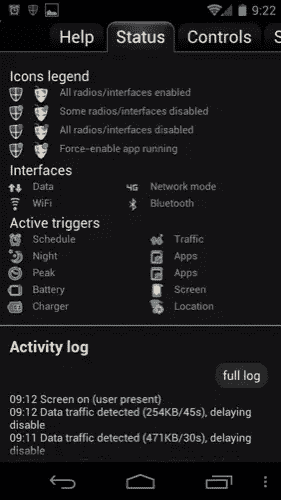 9:22
Help Status Controls S
Icons legend
All radios/interfaces enabled
Some radios/interfaces disabled
All radios/interfaces disabled
Force-enable app running
Interfaces
Data 4G Network mode
WiFi Bluetooth
Active triggers
Schedule Traffic
Night Apps
Peak Apps
Battery Screen
Charger Location
Activity log
full log
09:12 Screen on (user present)
09:12 Data traffic detected (254KB/45s), delaying
disable
09:11 Data traffic detected (471KB/30s), delaying
disable